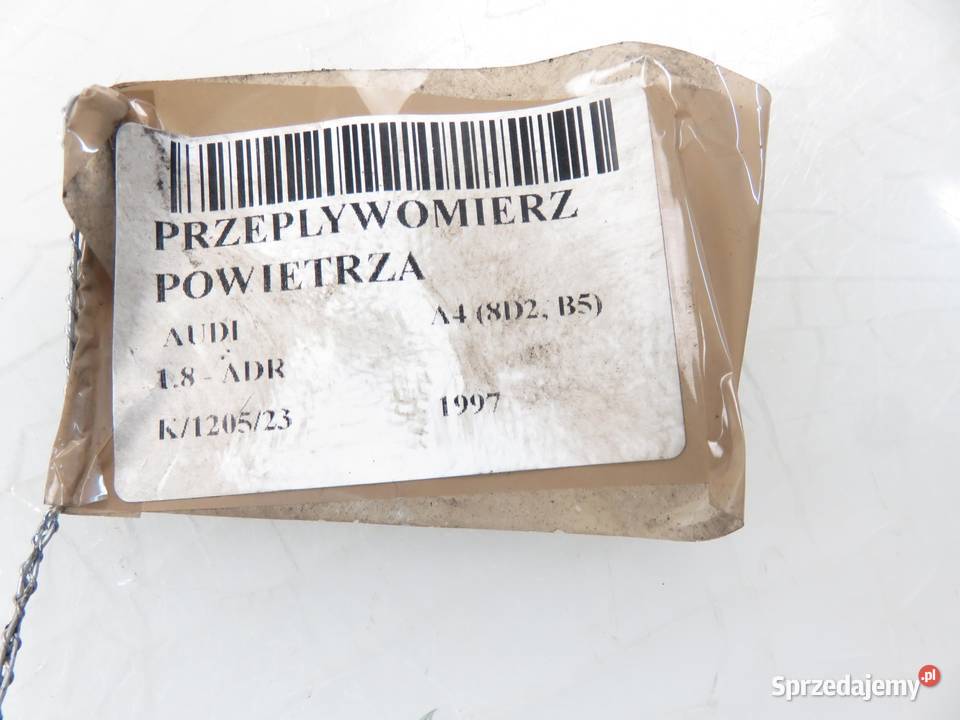 PRZEPLYWOMIERZ
POWIETRZA
AUDI A4 (8D2, B5)
1.8 - ADR
K/1205/23 1997
Sprzedajemy.pl